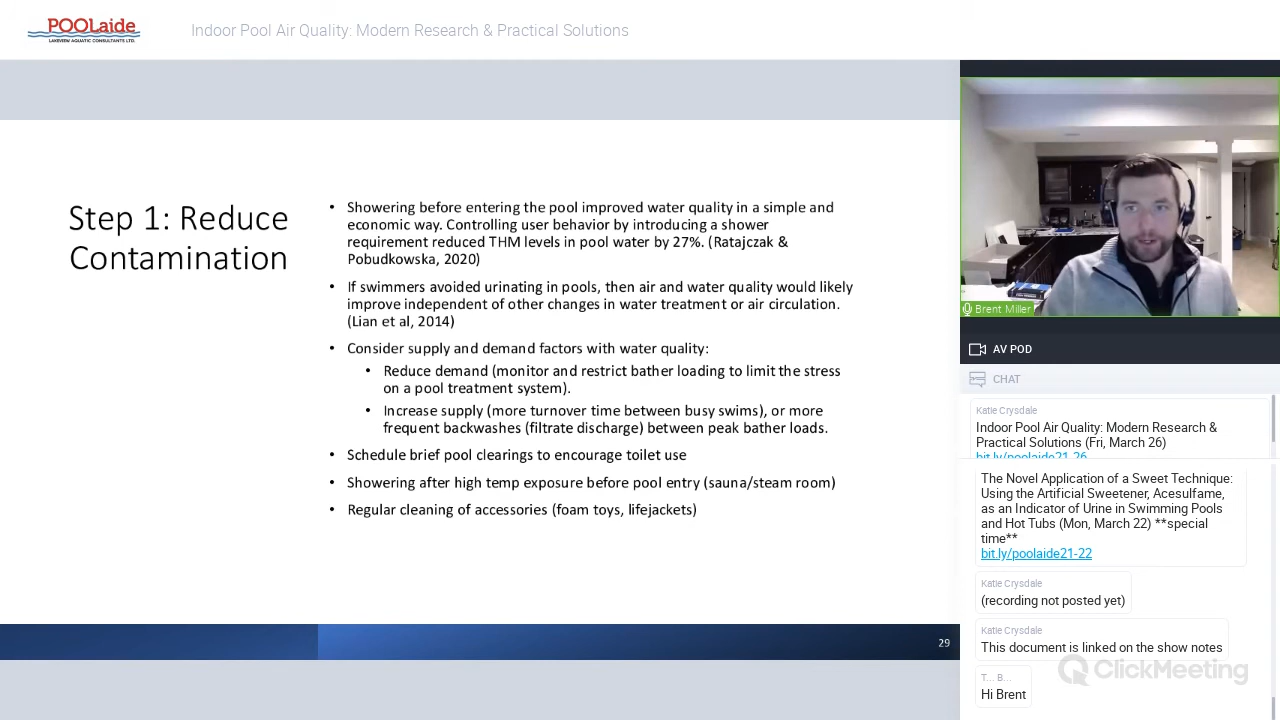 POOLaide
LAKEVIEW AQUATIC CONSULTANTS LTD.
Indoor Pool Air Quality: Modern Research & Practical Solutions
Step 1: Reduce
Contamination
• Showering before entering the pool improved water quality in a simple and
economic way. Controlling user behavior by introducing a shower
requirement reduced THM levels in pool water by 27%. (Ratajczak &
Pobudkowska, 2020)
• If swimmers avoided urinating in pools, then air and water quality would likely
improve independent of other changes in water treatment or air circulation.
(Lian et al, 2014)
• Consider supply and demand factors with water quality:
• Reduce demand (monitor and restrict bather loading to limit the stress
on a pool treatment system).
• Increase supply (more turnover time between busy swims), or more
frequent backwashes (filtrate discharge) between peak bather loads.
• Schedule brief pool clearings to encourage toilet use
• Showering after high temp exposure before pool entry (sauna/steam room)
• Regular cleaning of accessories (foam toys, lifejackets)
29
Brent Miller
AV POD
CHAT
Katie Crysdale
Indoor Pool Air Quality: Modern Research &
Practical Solutions (Fri, March 26)
bit.ly/poolaide21-26
The Novel Application of a Sweet Technique:
Using the Artificial Sweetener, Acesulfame,
as an Indicator of Urine in Swimming Pools
and Hot Tubs (Mon, March 22) **special
time**
bit.ly/poolaide21-22
Katie Crysdale
(recording not posted yet)
Katie Crysdale
This document is linked on the show notes
ClickMeeting
T... B...
Hi Brent